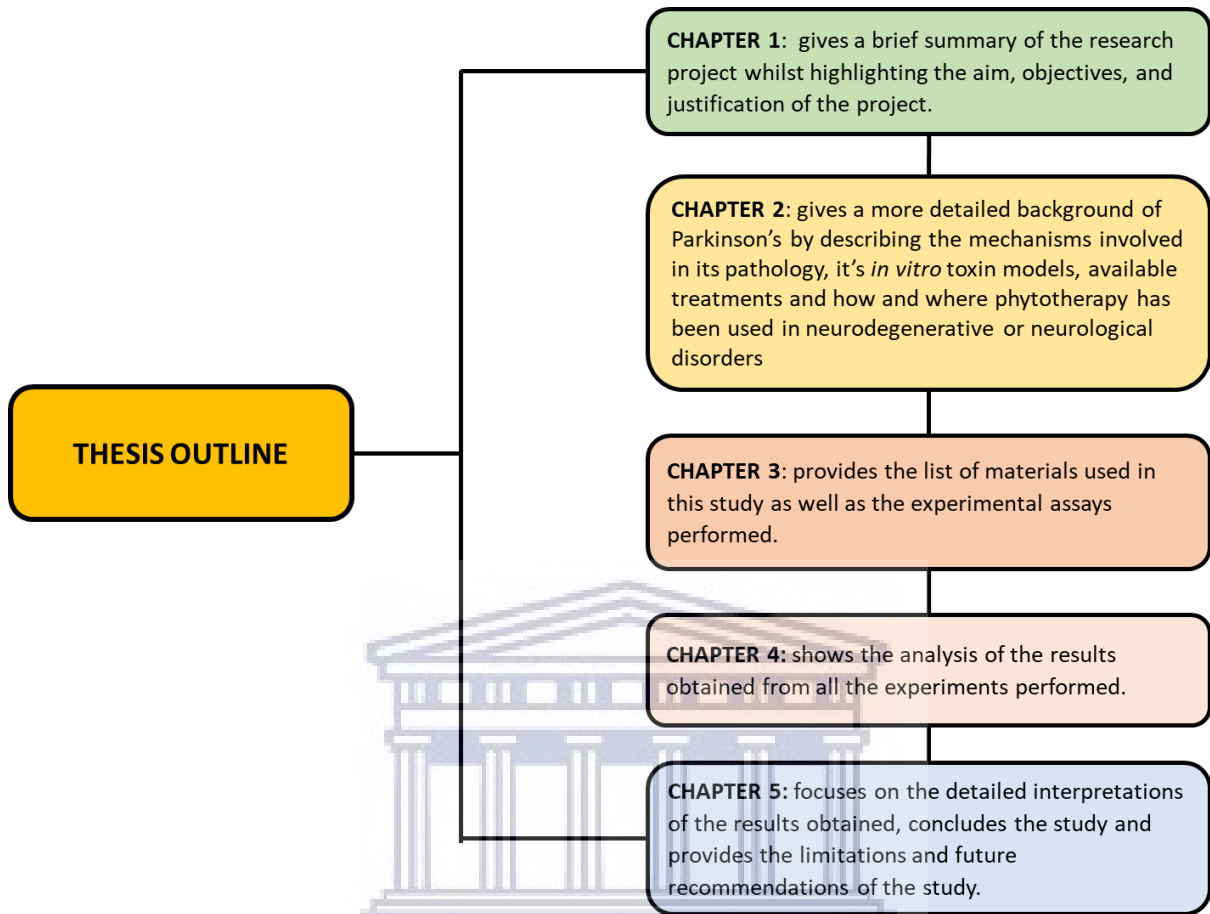 CHAPTER 1: gives a brief summary of the research
project whilst highlighting the aim, objectives, and
justification of the project.
CHAPTER 2: gives a more detailed background of
Parkinson's by describing the mechanisms involved
in its pathology, it's in vitro toxin models, available
treatments and how and where phytotherapy has
been used in neurodegenerative or neurological
disorders
THESIS OUTLINE
CHAPTER 3: provides the list of materials used in
this study as well as the experimental assays
performed.
CHAPTER 4: shows the analysis of the results
obtained from all the experiments performed.
CHAPTER 5: focuses on the detailed interpretations
of the results obtained, concludes the study and
provides the limitations and future
recommendations of the study.